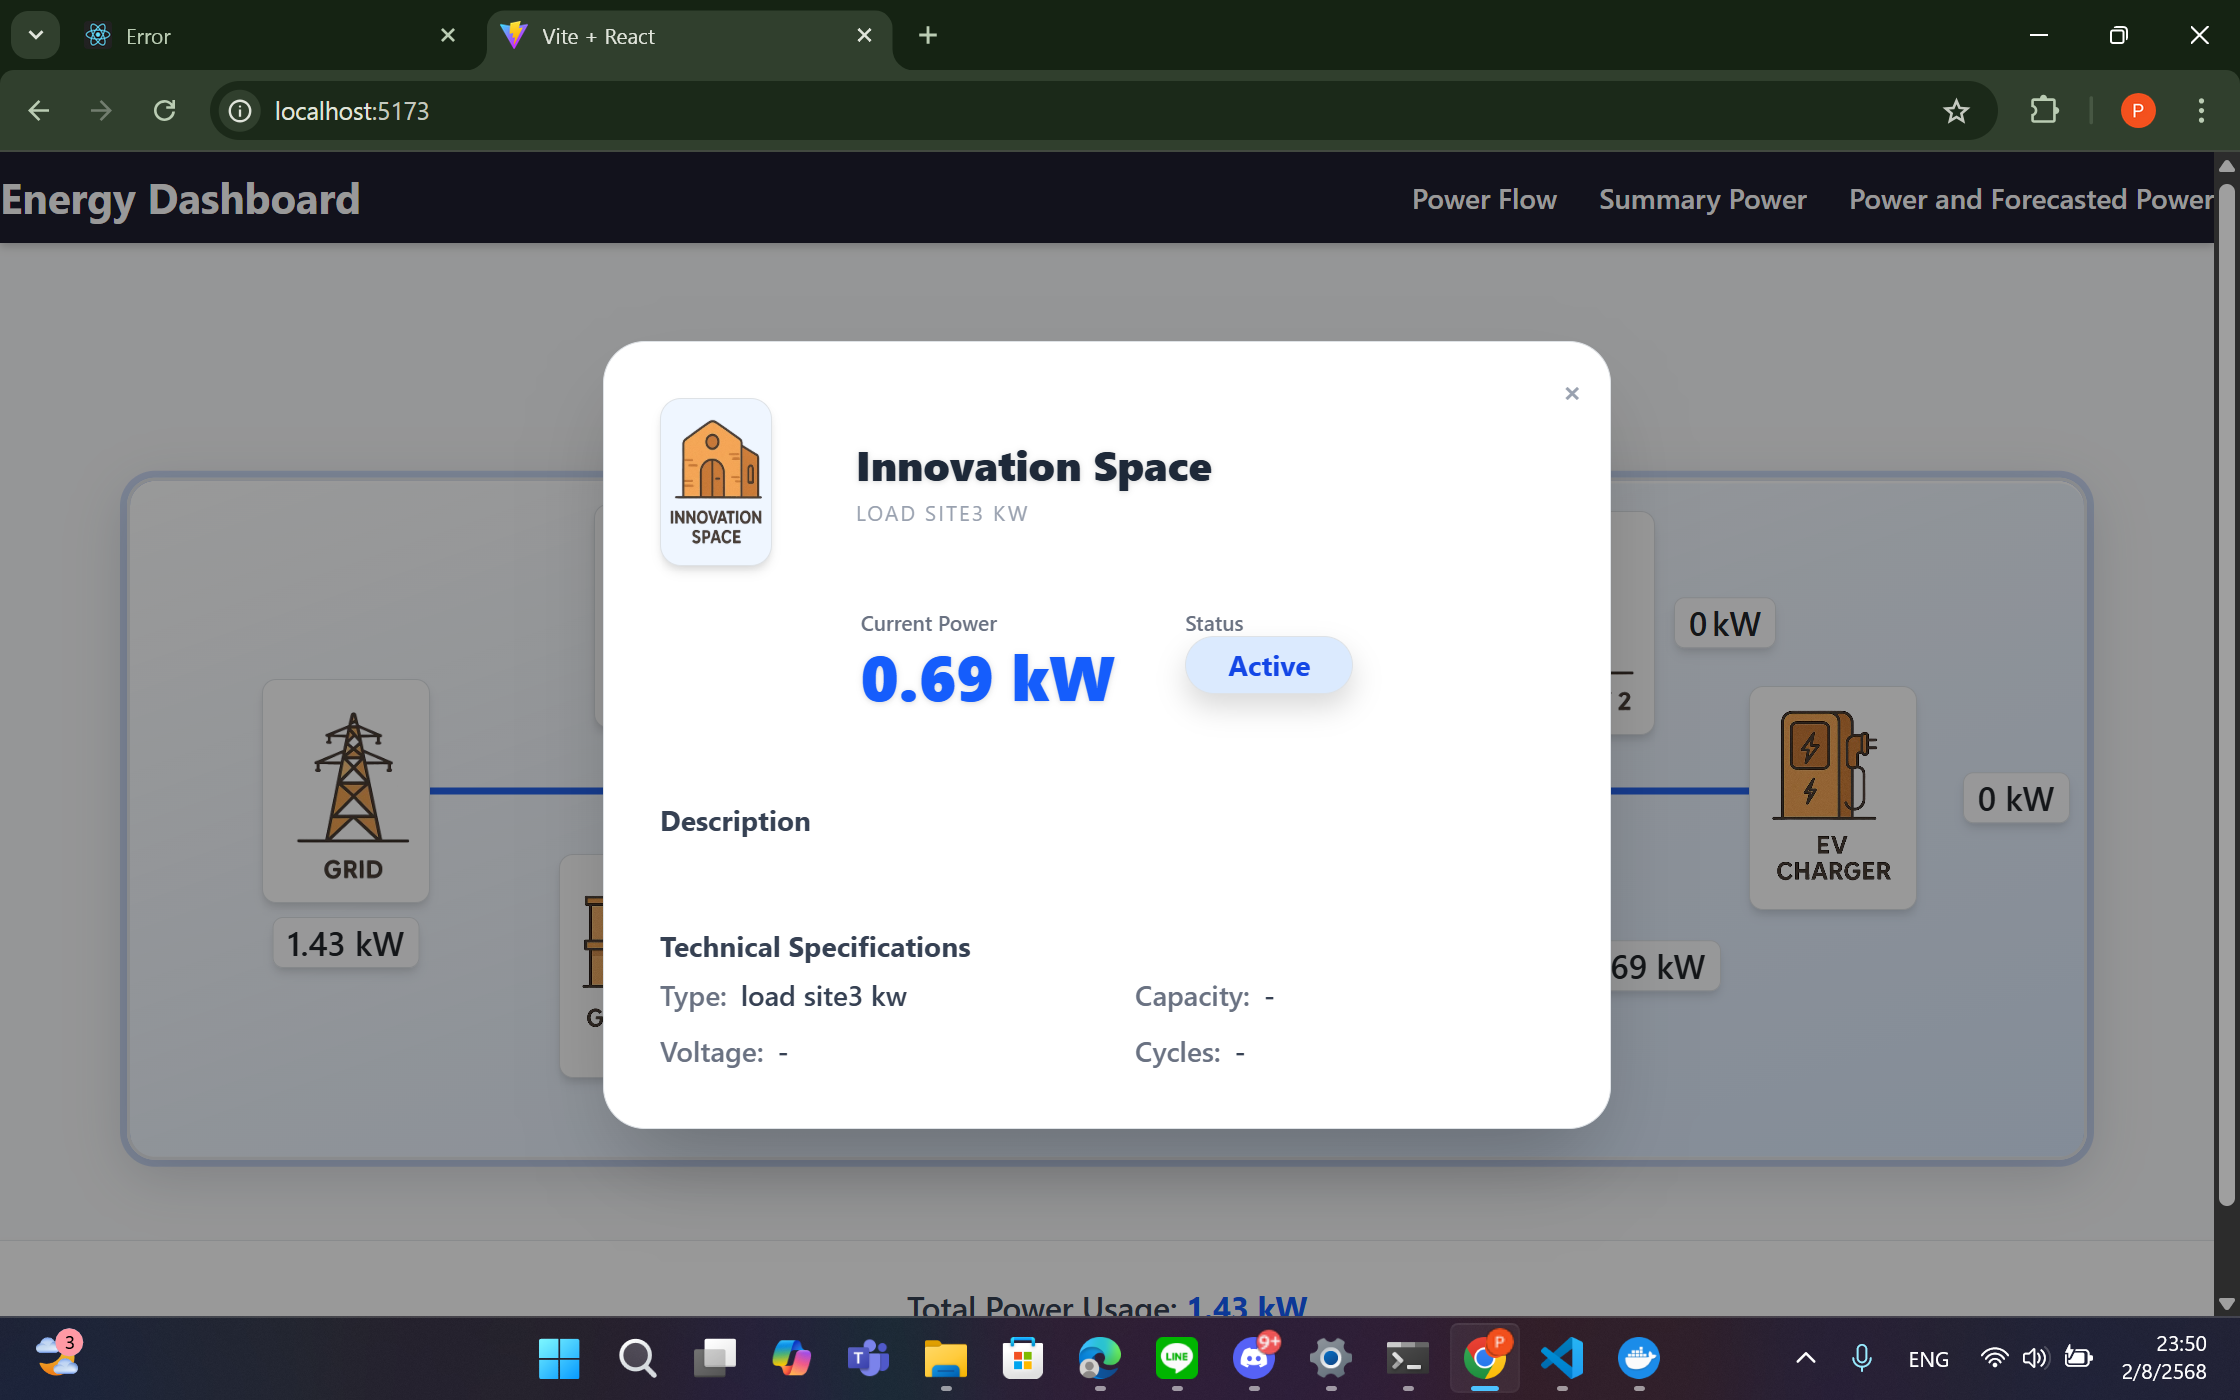 Error
Vite + React
localhost:5173
P
Energy Dashboard
Power Flow
Summary Power
Power and Forecasted Power
×
INNOVATION
SPACE
Innovation Space
LOAD SITE3 KW
Current Power
0.69 kW
Status
Active
Description
Technical Specifications
Type: load site3 kw
Capacity: -
Voltage: -
Cycles: -
GRID
1.43 kW
G
2
0 kW
EV
CHARGER
0 kW
69 kW
Total Power Usage: 1.43 kW
3
T
LINE
9+
P
ENG
23:50
2/8/2568